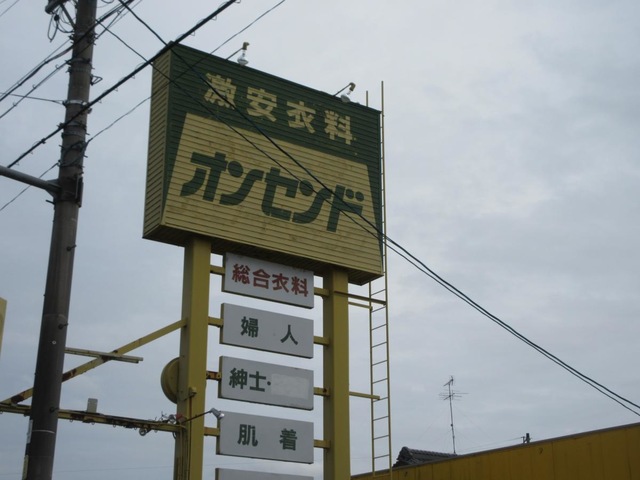 激安衣料
オンセンド
総合衣料
婦人
紳士・
肌着